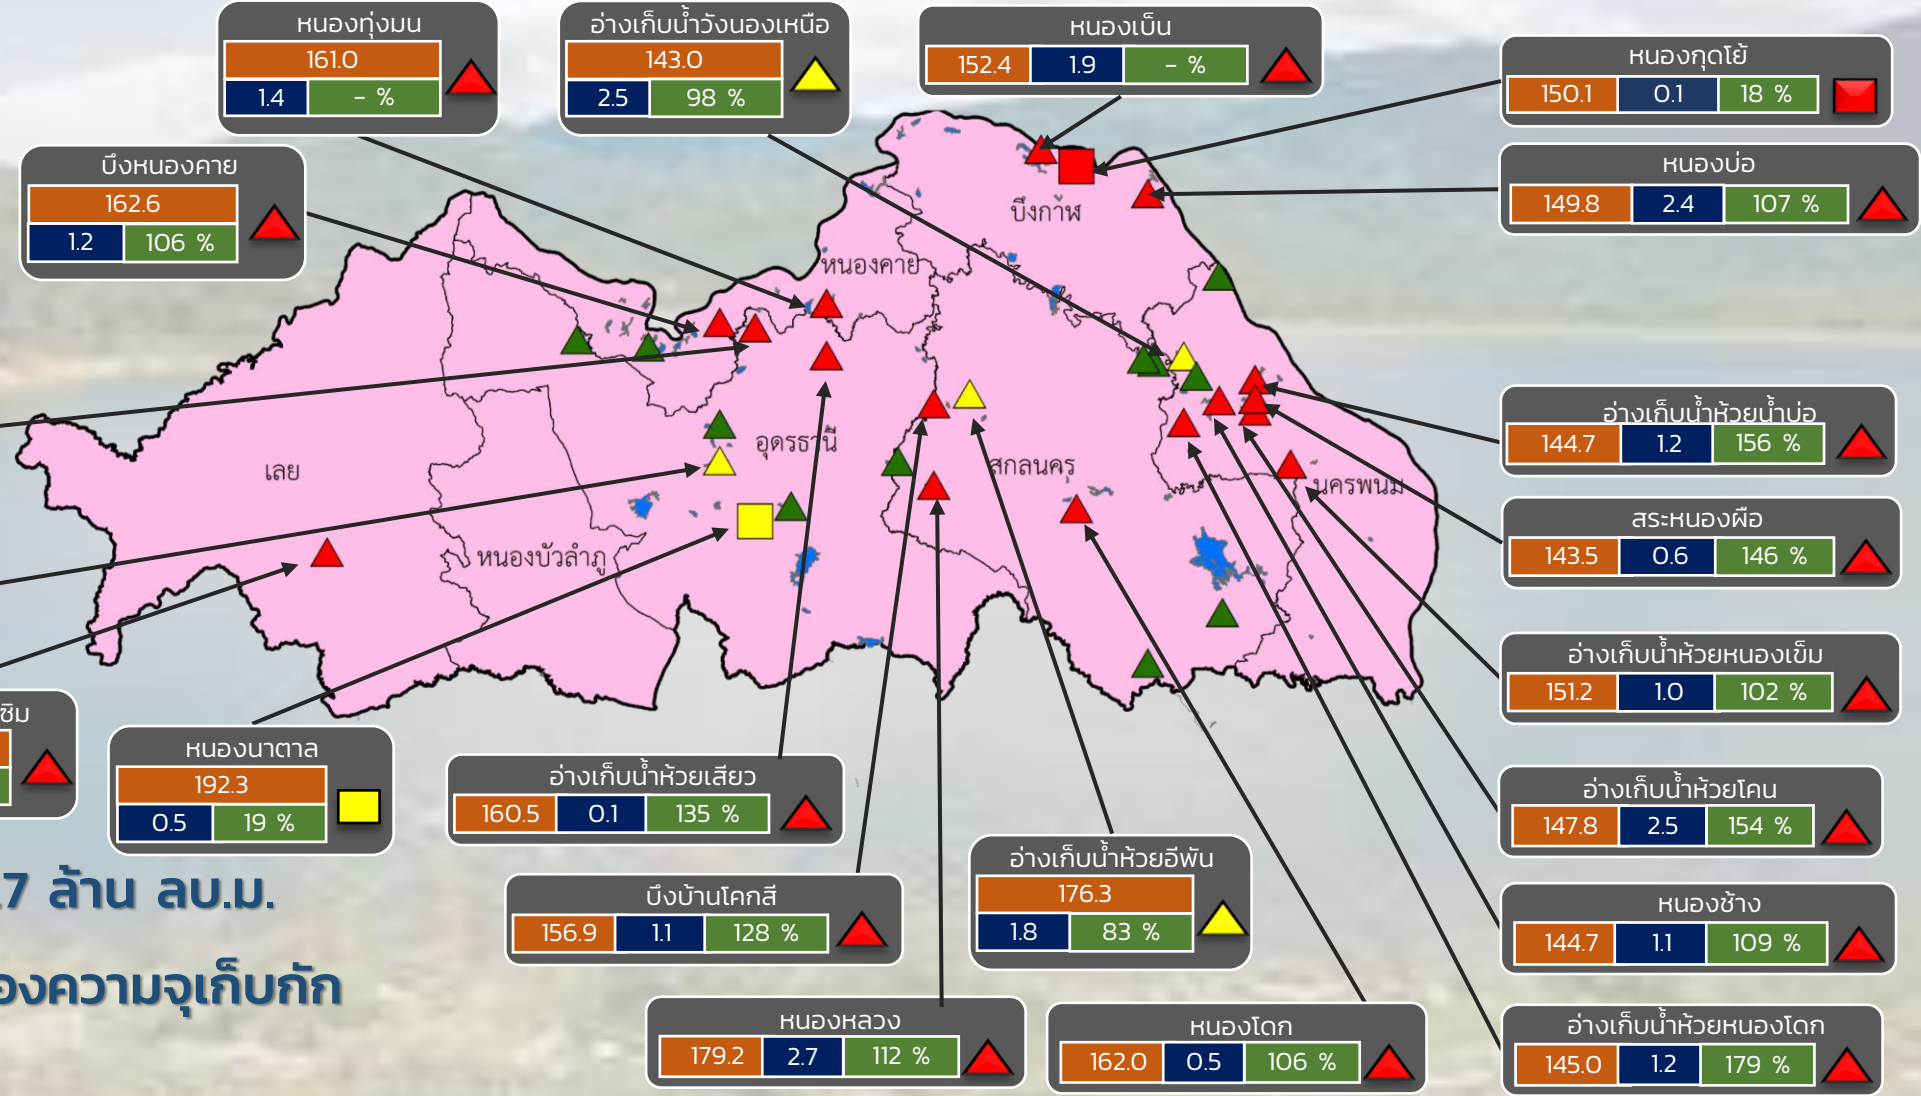 หนองทุ่งมน
161.0
1.4 - %
อ่างเก็บน้ำวังนองเหนือ
143.0
2.5 98 %
หนองเบ็น
152.4 1.9 - %
หนองกุดโย้
150.1 0.1 18 %
บึงหนองคาย
162.6
1.2 106 %
หนองบ่อ
149.8 2.4 107 %
บึงกาฬ
หนองคาย
อุดรธานี
สกลนคร
นครพนม
เลย
หนองบัวลำภู
อ่างเก็บน้ำห้วยน้ำบ่อ
144.7 1.2 156 %
สระหนองผือ
143.5 0.6 146 %
อ่างเก็บน้ำห้วยหนองเข็ม
151.2 1.0 102 %
ซิม
หนองนาตาล
192.3
0.5 19 %
อ่างเก็บน้ำห้วยเสียว
160.5 0.1 135 %
อ่างเก็บน้ำห้วยโคน
147.8 2.5 154 %
บึงบ้านโคกสี
156.9 1.1 128 %
อ่างเก็บน้ำห้วยอีพัน
176.3
1.8 83 %
หนองช้าง
144.7 1.1 109 %
7 ล้าน ลบ.ม.
องความจุเก็บกัก
หนองหลวง
179.2 2.7 112 %
หนองโดก
162.0 0.5 106 %
อ่างเก็บน้ำห้วยหนองโดก
145.0 1.2 179 %